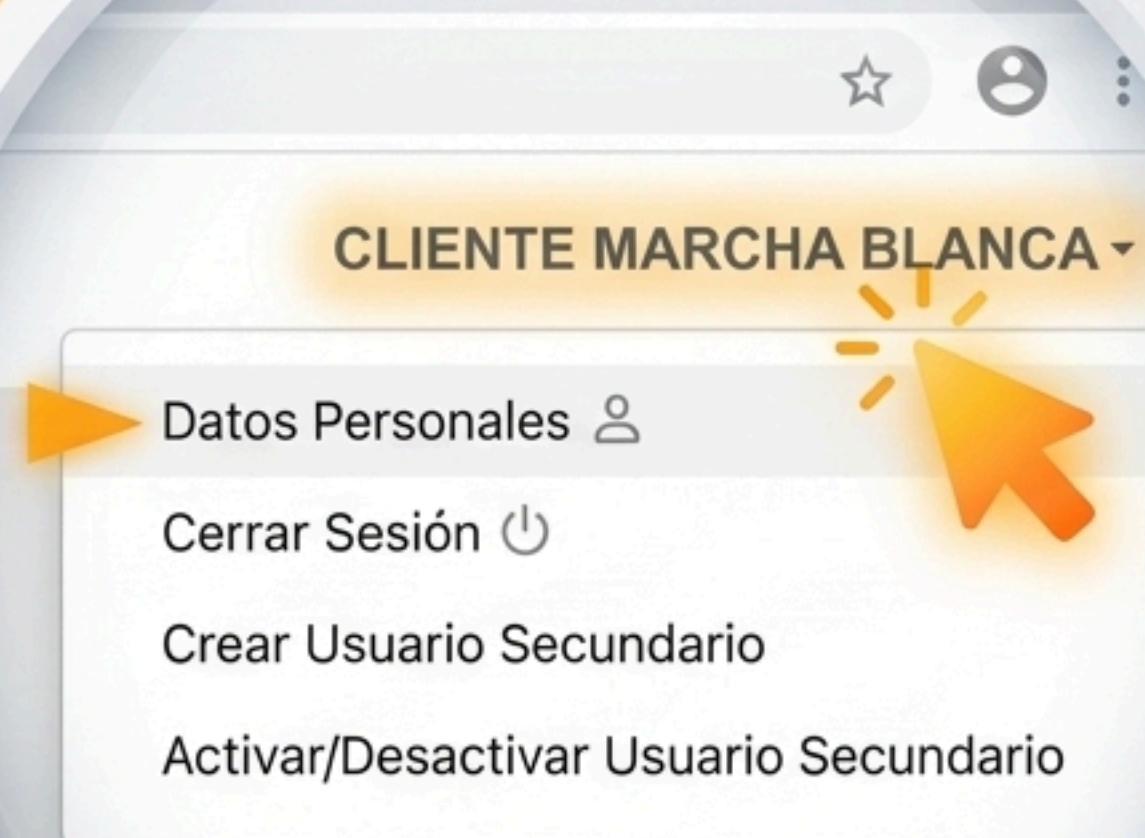 CLIENTE MARCHA BLANCA
Datos Personales
Cerrar Sesión
Crear Usuario Secundario
Activar/Desactivar Usuario Secundario